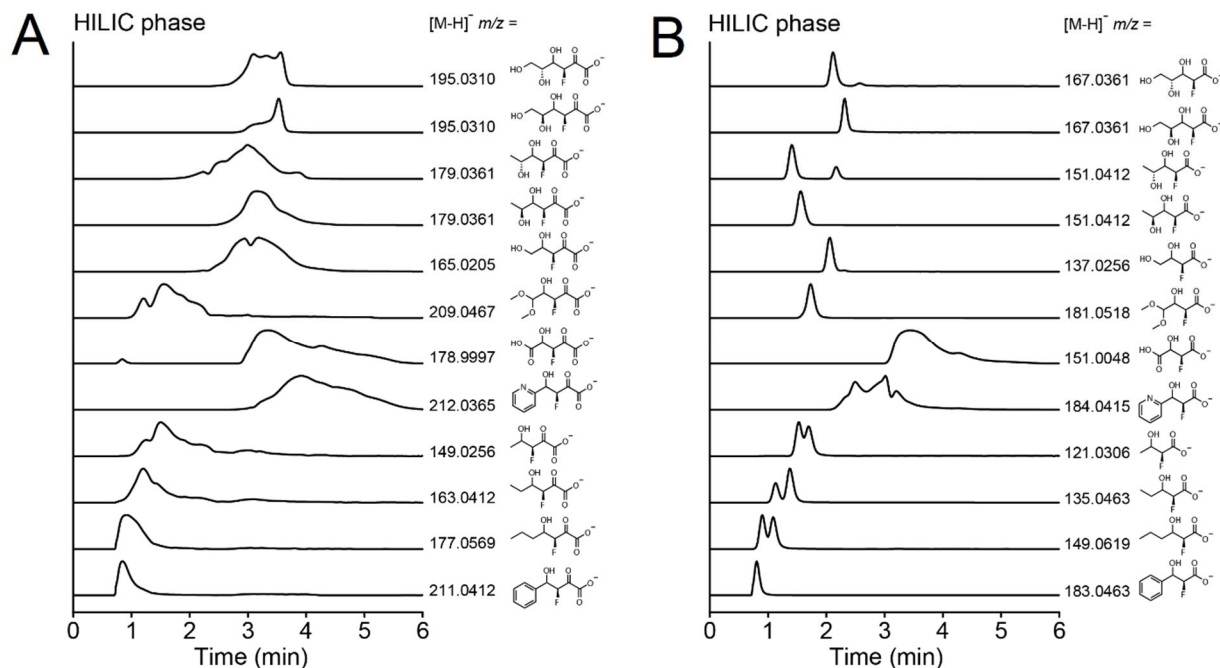 A
HILIC phase
[M-H]⁻ m/z =
195.0310
195.0310
179.0361
179.0361
165.0205
209.0467
178.9997
212.0365
149.0256
163.0412
177.0569
211.0412
0 1 2 3 4 5 6
Time (min)
B
HILIC phase
[M-H]⁻ m/z =
167.0361
167.0361
151.0412
151.0412
137.0256
181.0518
151.0048
184.0415
121.0306
135.0463
149.0619
183.0463
0 1 2 3 4 5 6
Time (min)